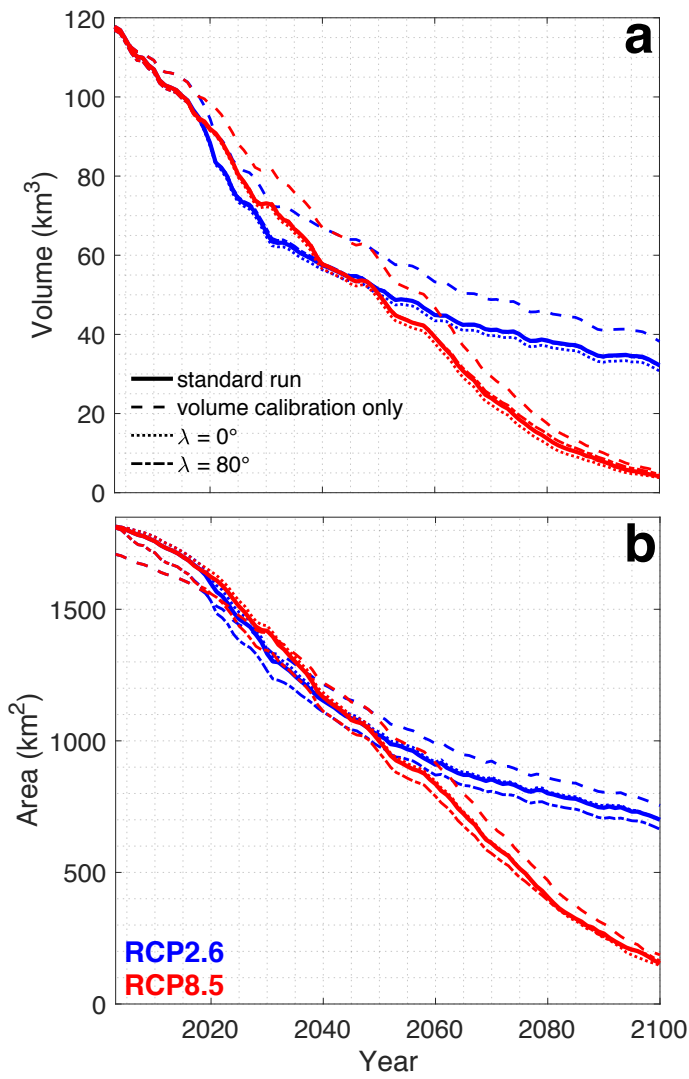 a
120
100
80
60
40
20
0
Volume (km³)
standard run
volume calibration only
λ = 0°
λ = 80°
b
1500
1000
500
0
Area (km²)
RCP2.6
RCP8.5
2020 2040 2060 2080 2100
Year